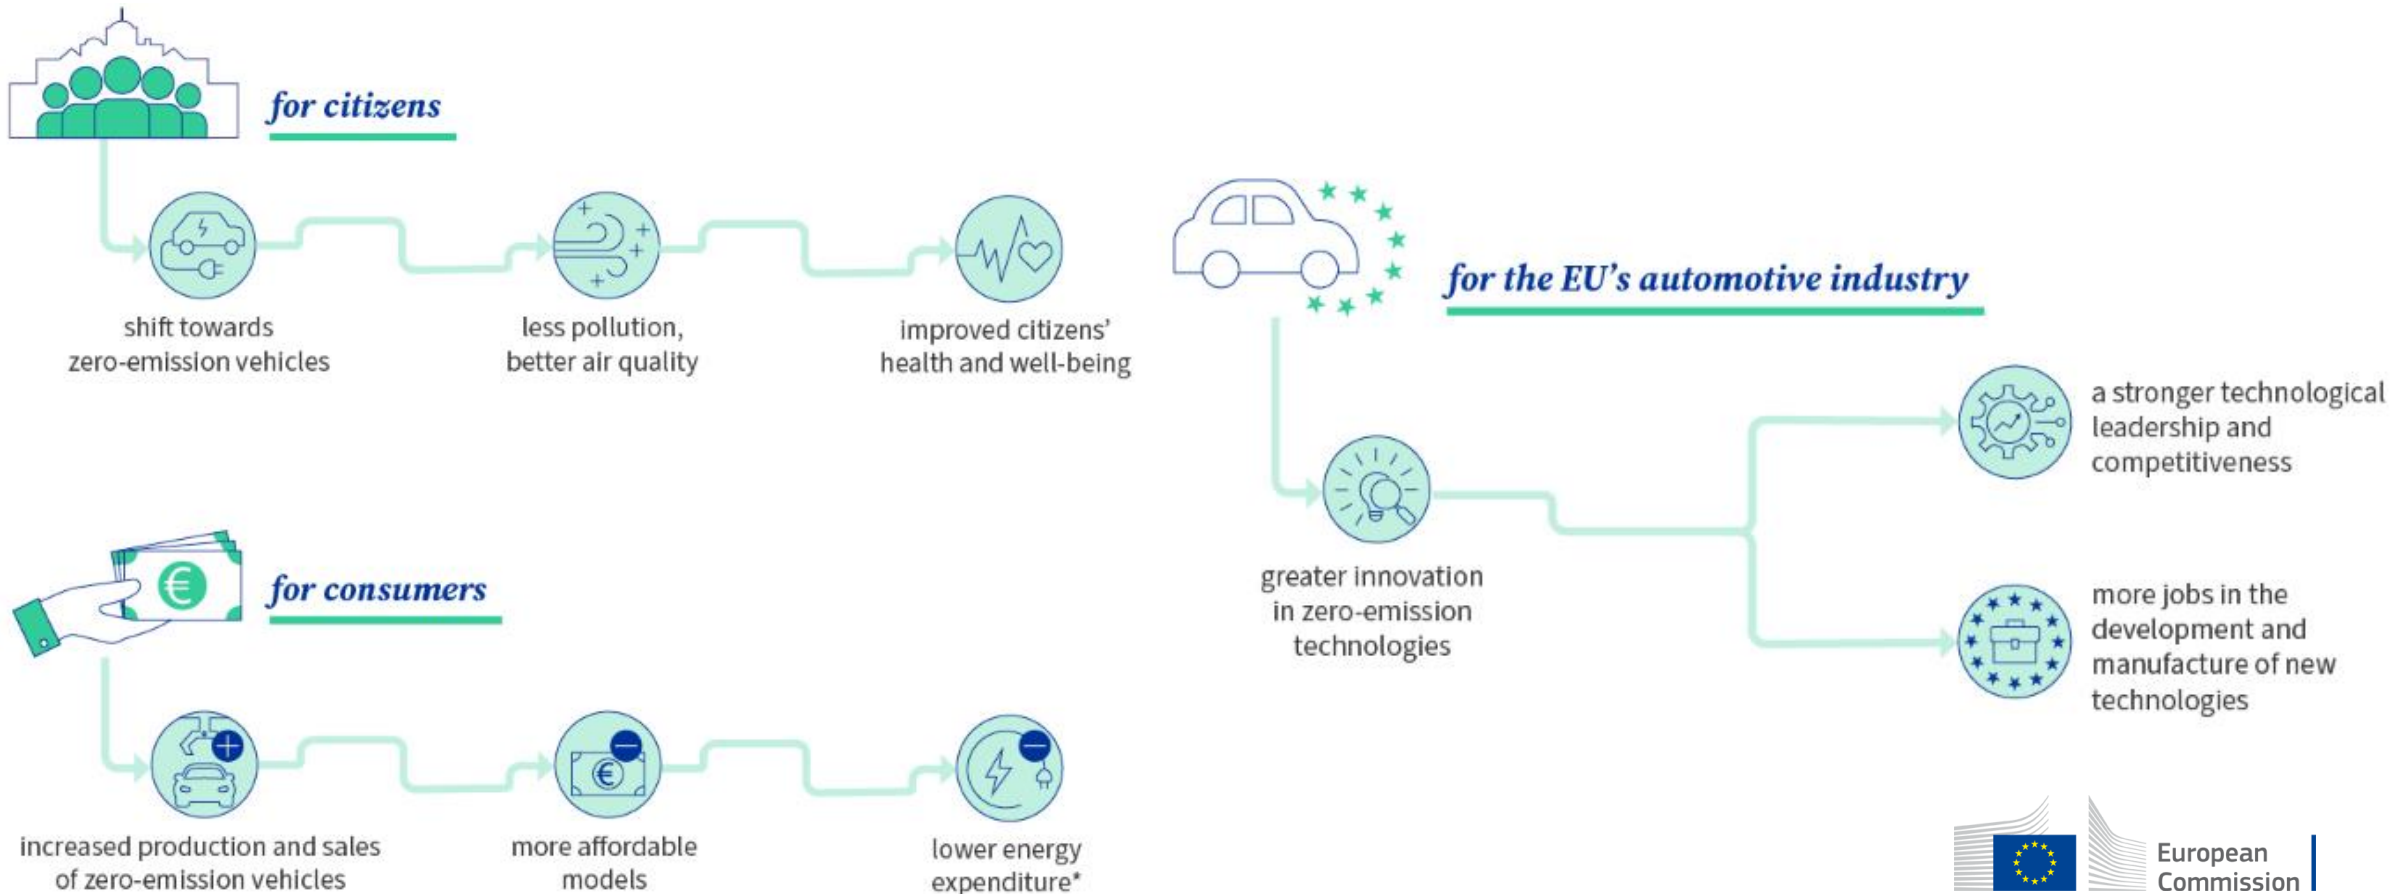 for citizens
shift towards
zero-emission vehicles
less pollution,
better air quality
improved citizens’
health and well-being
for consumers
€
increased production and sales
of zero-emission vehicles
€
more affordable
models
lower energy
expenditure*
for the EU’s automotive industry
greater innovation
in zero-emission
technologies
a stronger technological
leadership and
competitiveness
more jobs in the
development and
manufacture of new
technologies
European
Commission